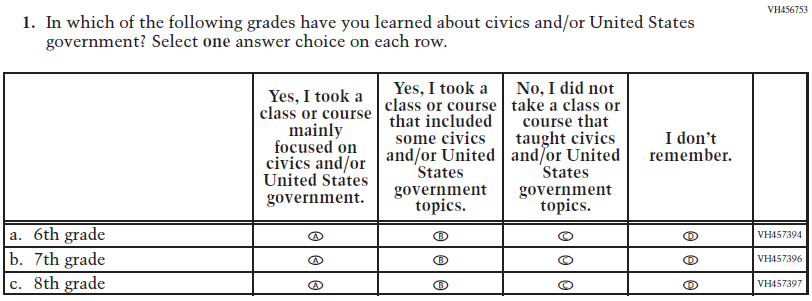 VH456753
1. In which of the following grades have you learned about civics and/or United States
government? Select one answer choice on each row.
Yes, I took a
class or course
mainly
focused on
civics and/or
United States
government.
Yes, I took a
class or course
that included
some civics
and/or United
States
government
topics.
No, I did not
take a class or
course that
taught civics
and/or United
States
government
topics.
I don't
remember.
a. 6th grade A B C D VH457394
b. 7th grade A B C D VH457396
c. 8th grade A B C D VH457397